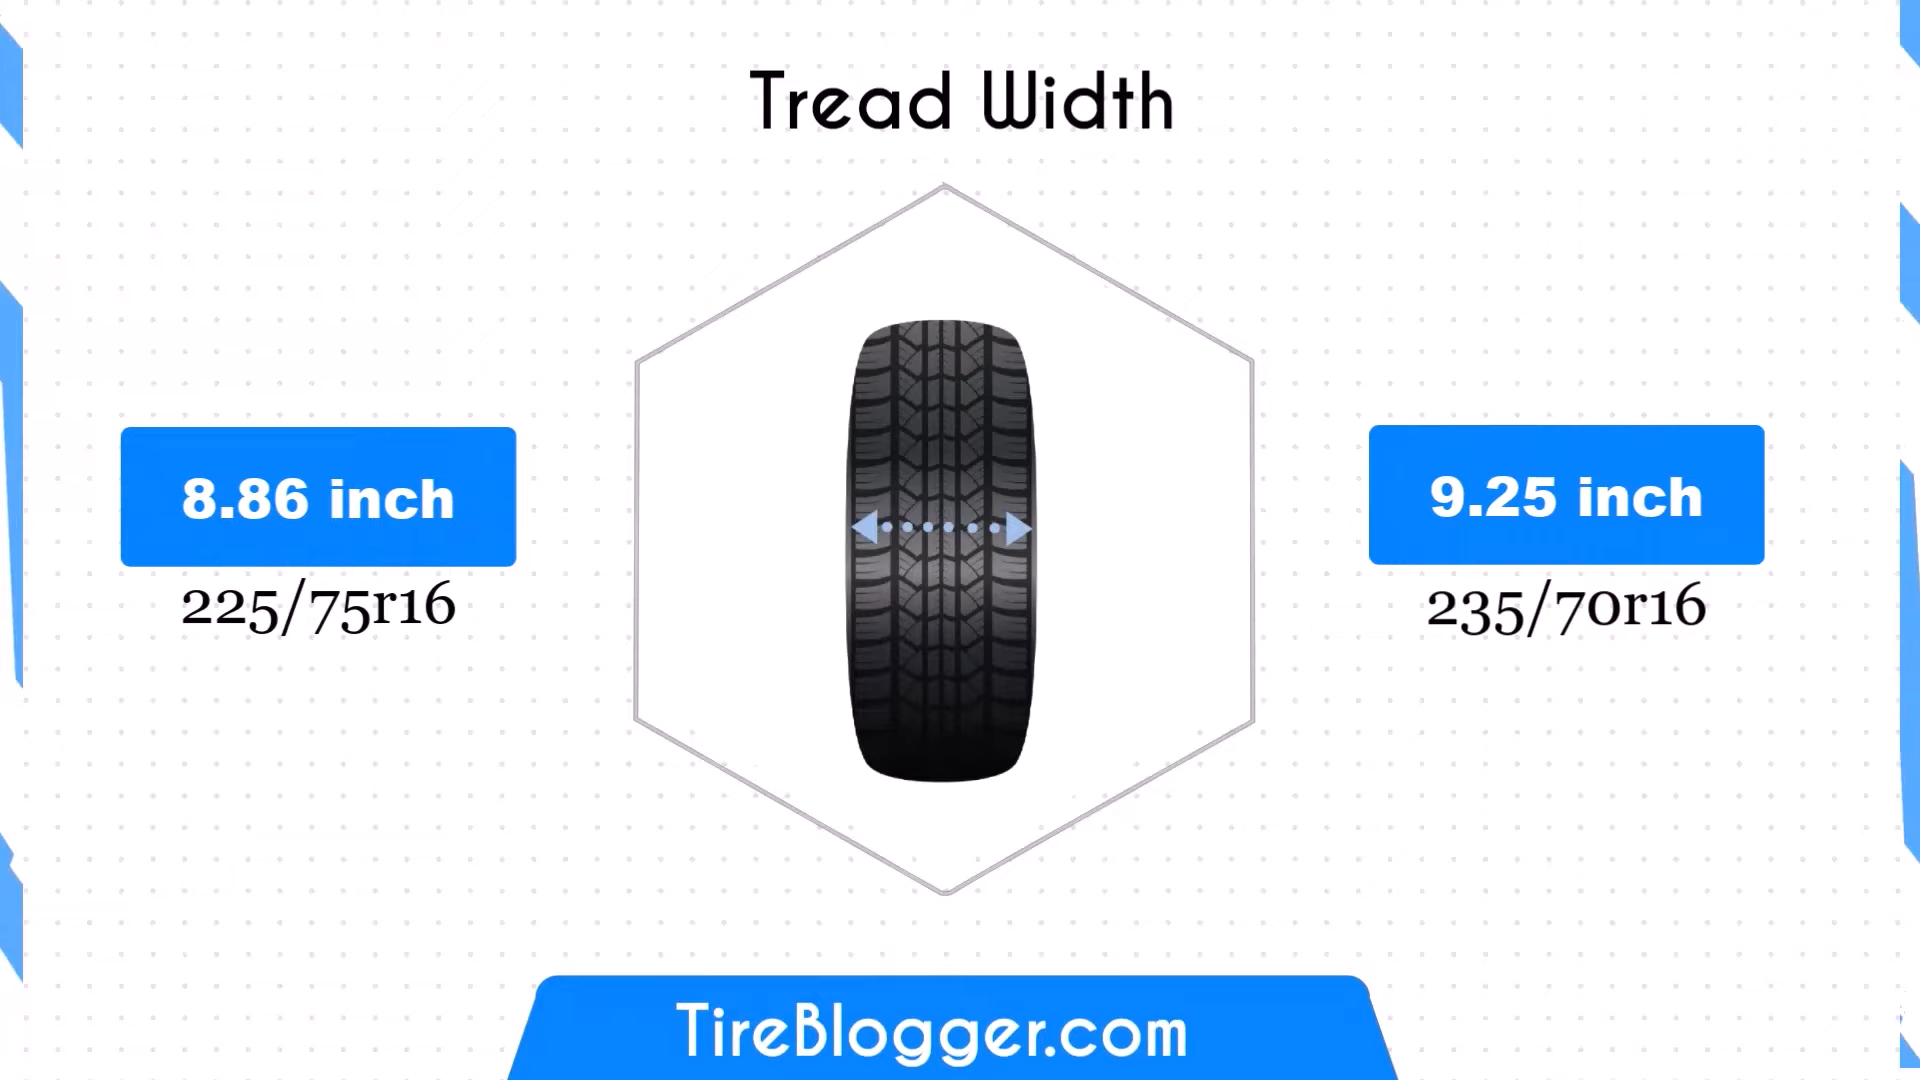 Tread Width
8.86 inch
225/75r16
9.25 inch
235/70r16
TireBlogger.com